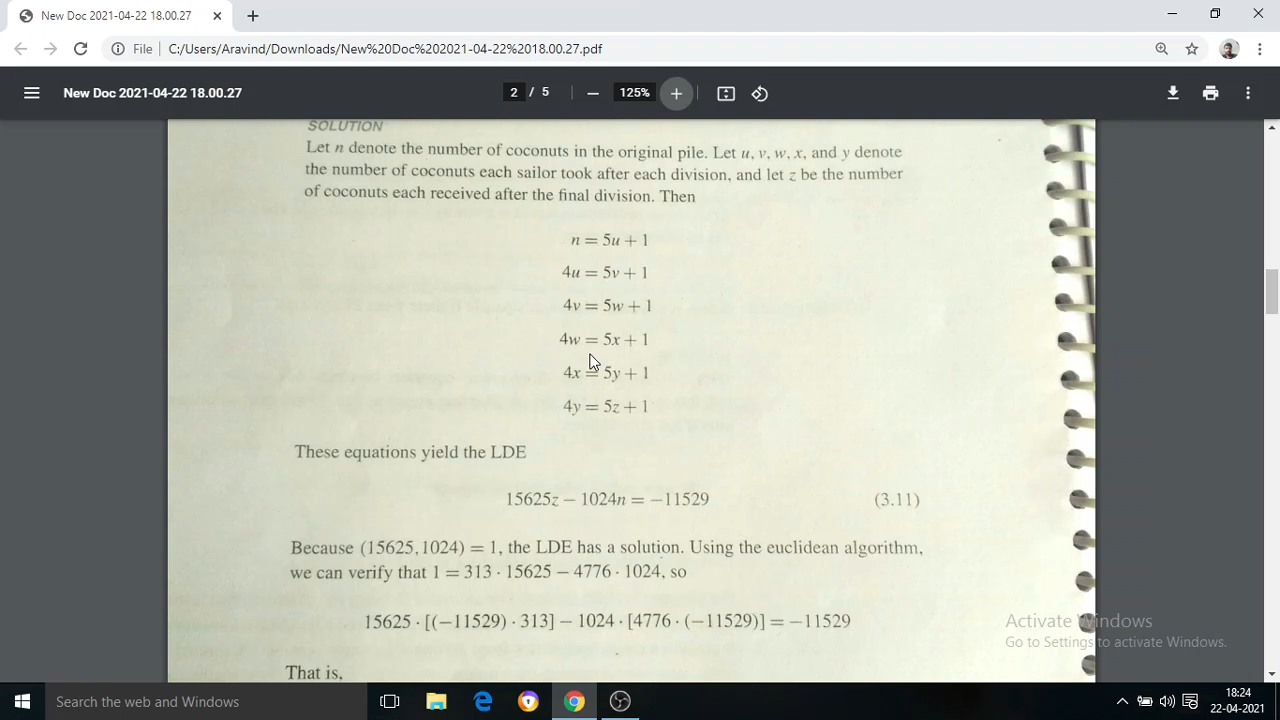 New Doc 2021-04-22 18.00.27
File C:/Users/Aravind/Downloads/New%20Doc%202021-04-22%2018.00.27.pdf
New Doc 2021-04-22 18.00.27 2 / 5 125%
SOLUTION
Let n denote the number of coconuts in the original pile. Let u, v, w, x, and y denote
the number of coconuts each sailor took after each division, and let z be the number
of coconuts each received after the final division. Then
n = 5u + 1
4u = 5v + 1
4v = 5w + 1
4w = 5x + 1
4x = 5y + 1
4y = 5z + 1
These equations yield the LDE
15625z − 1024n = −11529 (3.11)
Because (15625, 1024) = 1, the LDE has a solution. Using the euclidean algorithm,
we can verify that 1 = 313 · 15625 − 4776 · 1024, so
15625 · [(−11529) · 313] − 1024 · [4776 · (−11529)] = −11529
That is,
Activate Windows
Go to Settings to activate Windows.
Search the web and Windows
18:24
22-04-2021